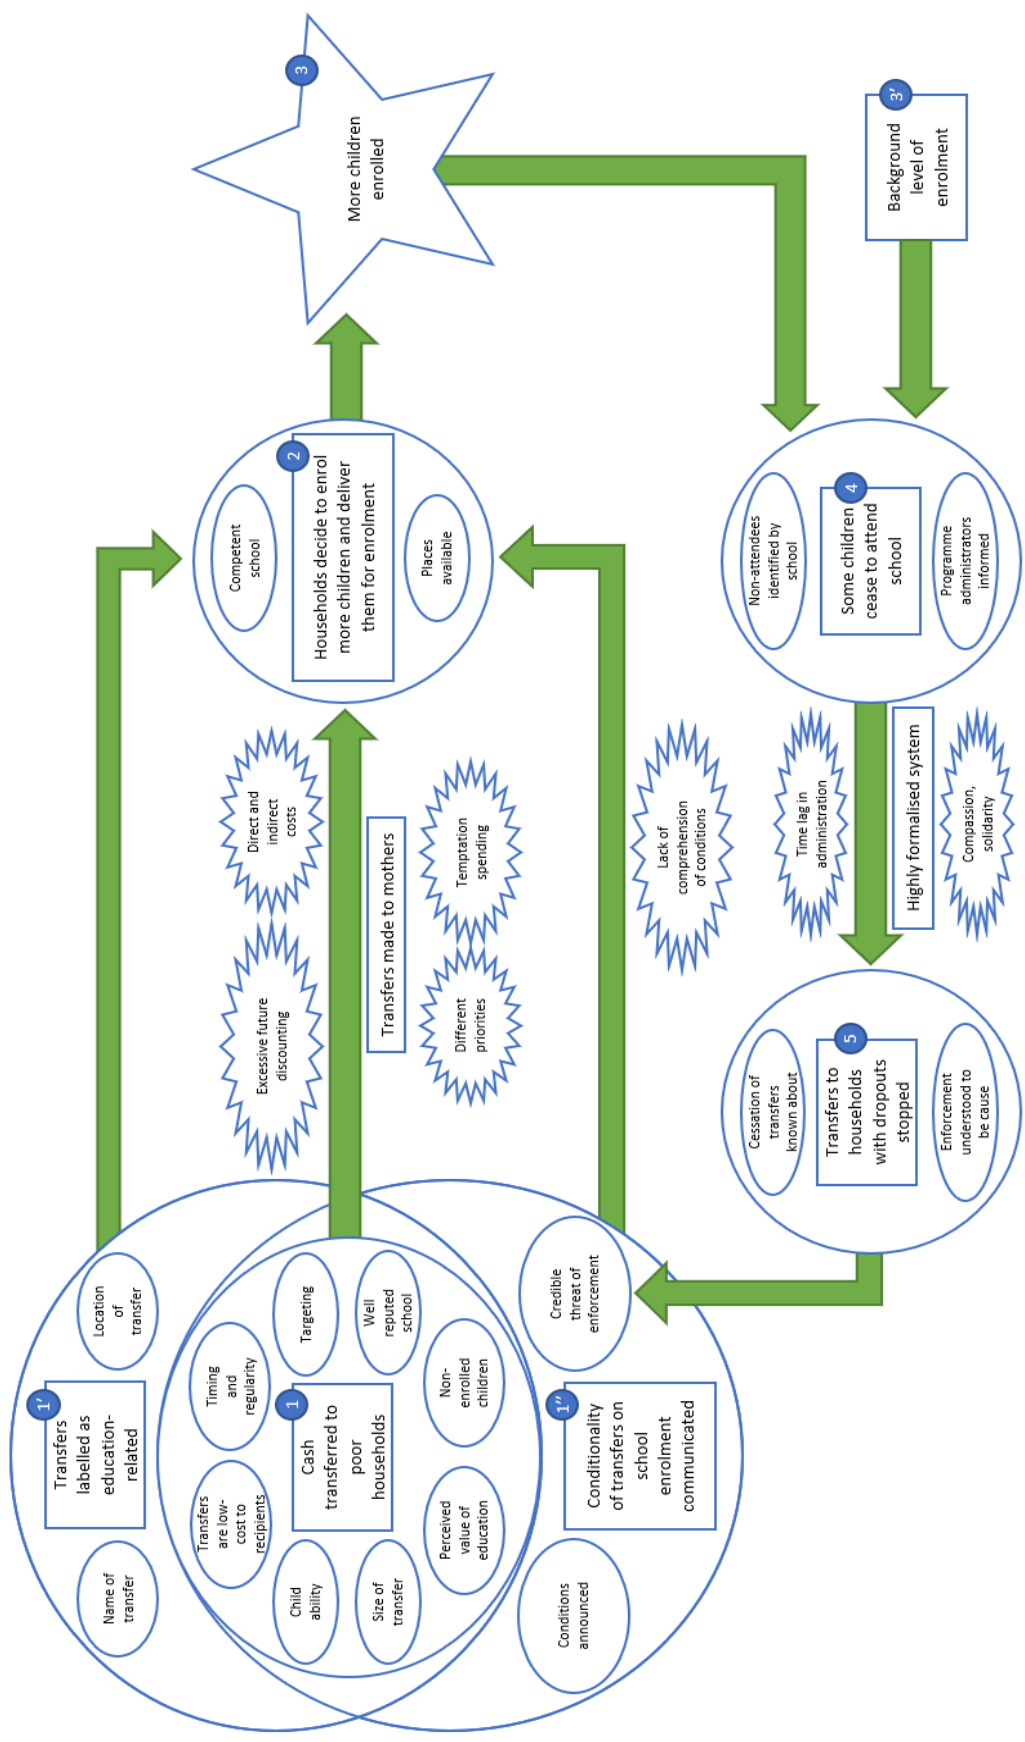 Name of
transfer
1'
Transfers
labelled as
education-
related
Location
of
transfer
Transfers
are low-
cost to
recipients
Timing
and
regularity
Child
ability
1
Cash
transferred to
poor
households
Targeting
Size of
transfer
Well
reputed
school
Perceived
value of
education
Non-
enrolled
children
Conditions
announced
1''
Conditionality
of transfers on
school
enrolment
communicated
Credible
threat of
enforcement
Excessive future
discounting
Direct and
indirect
costs
Transfers made to mothers
Different
priorities
Temptation
spending
Lack of
comprehension
of conditions
Competent
school
2
Households decide to enrol
more children and deliver
them for enrolment
Places
available
3
More children
enrolled
3'
Background
level of
enrolment
Non-attendees
identified by
school
4
Some children
cease to attend
school
Programme
administrators
informed
Time lag in
administration
Highly formalised system
Compassion,
solidarity
Cessation of
transfers
known about
5
Transfers to
households
with dropouts
stopped
Enforcement
understood to
be cause